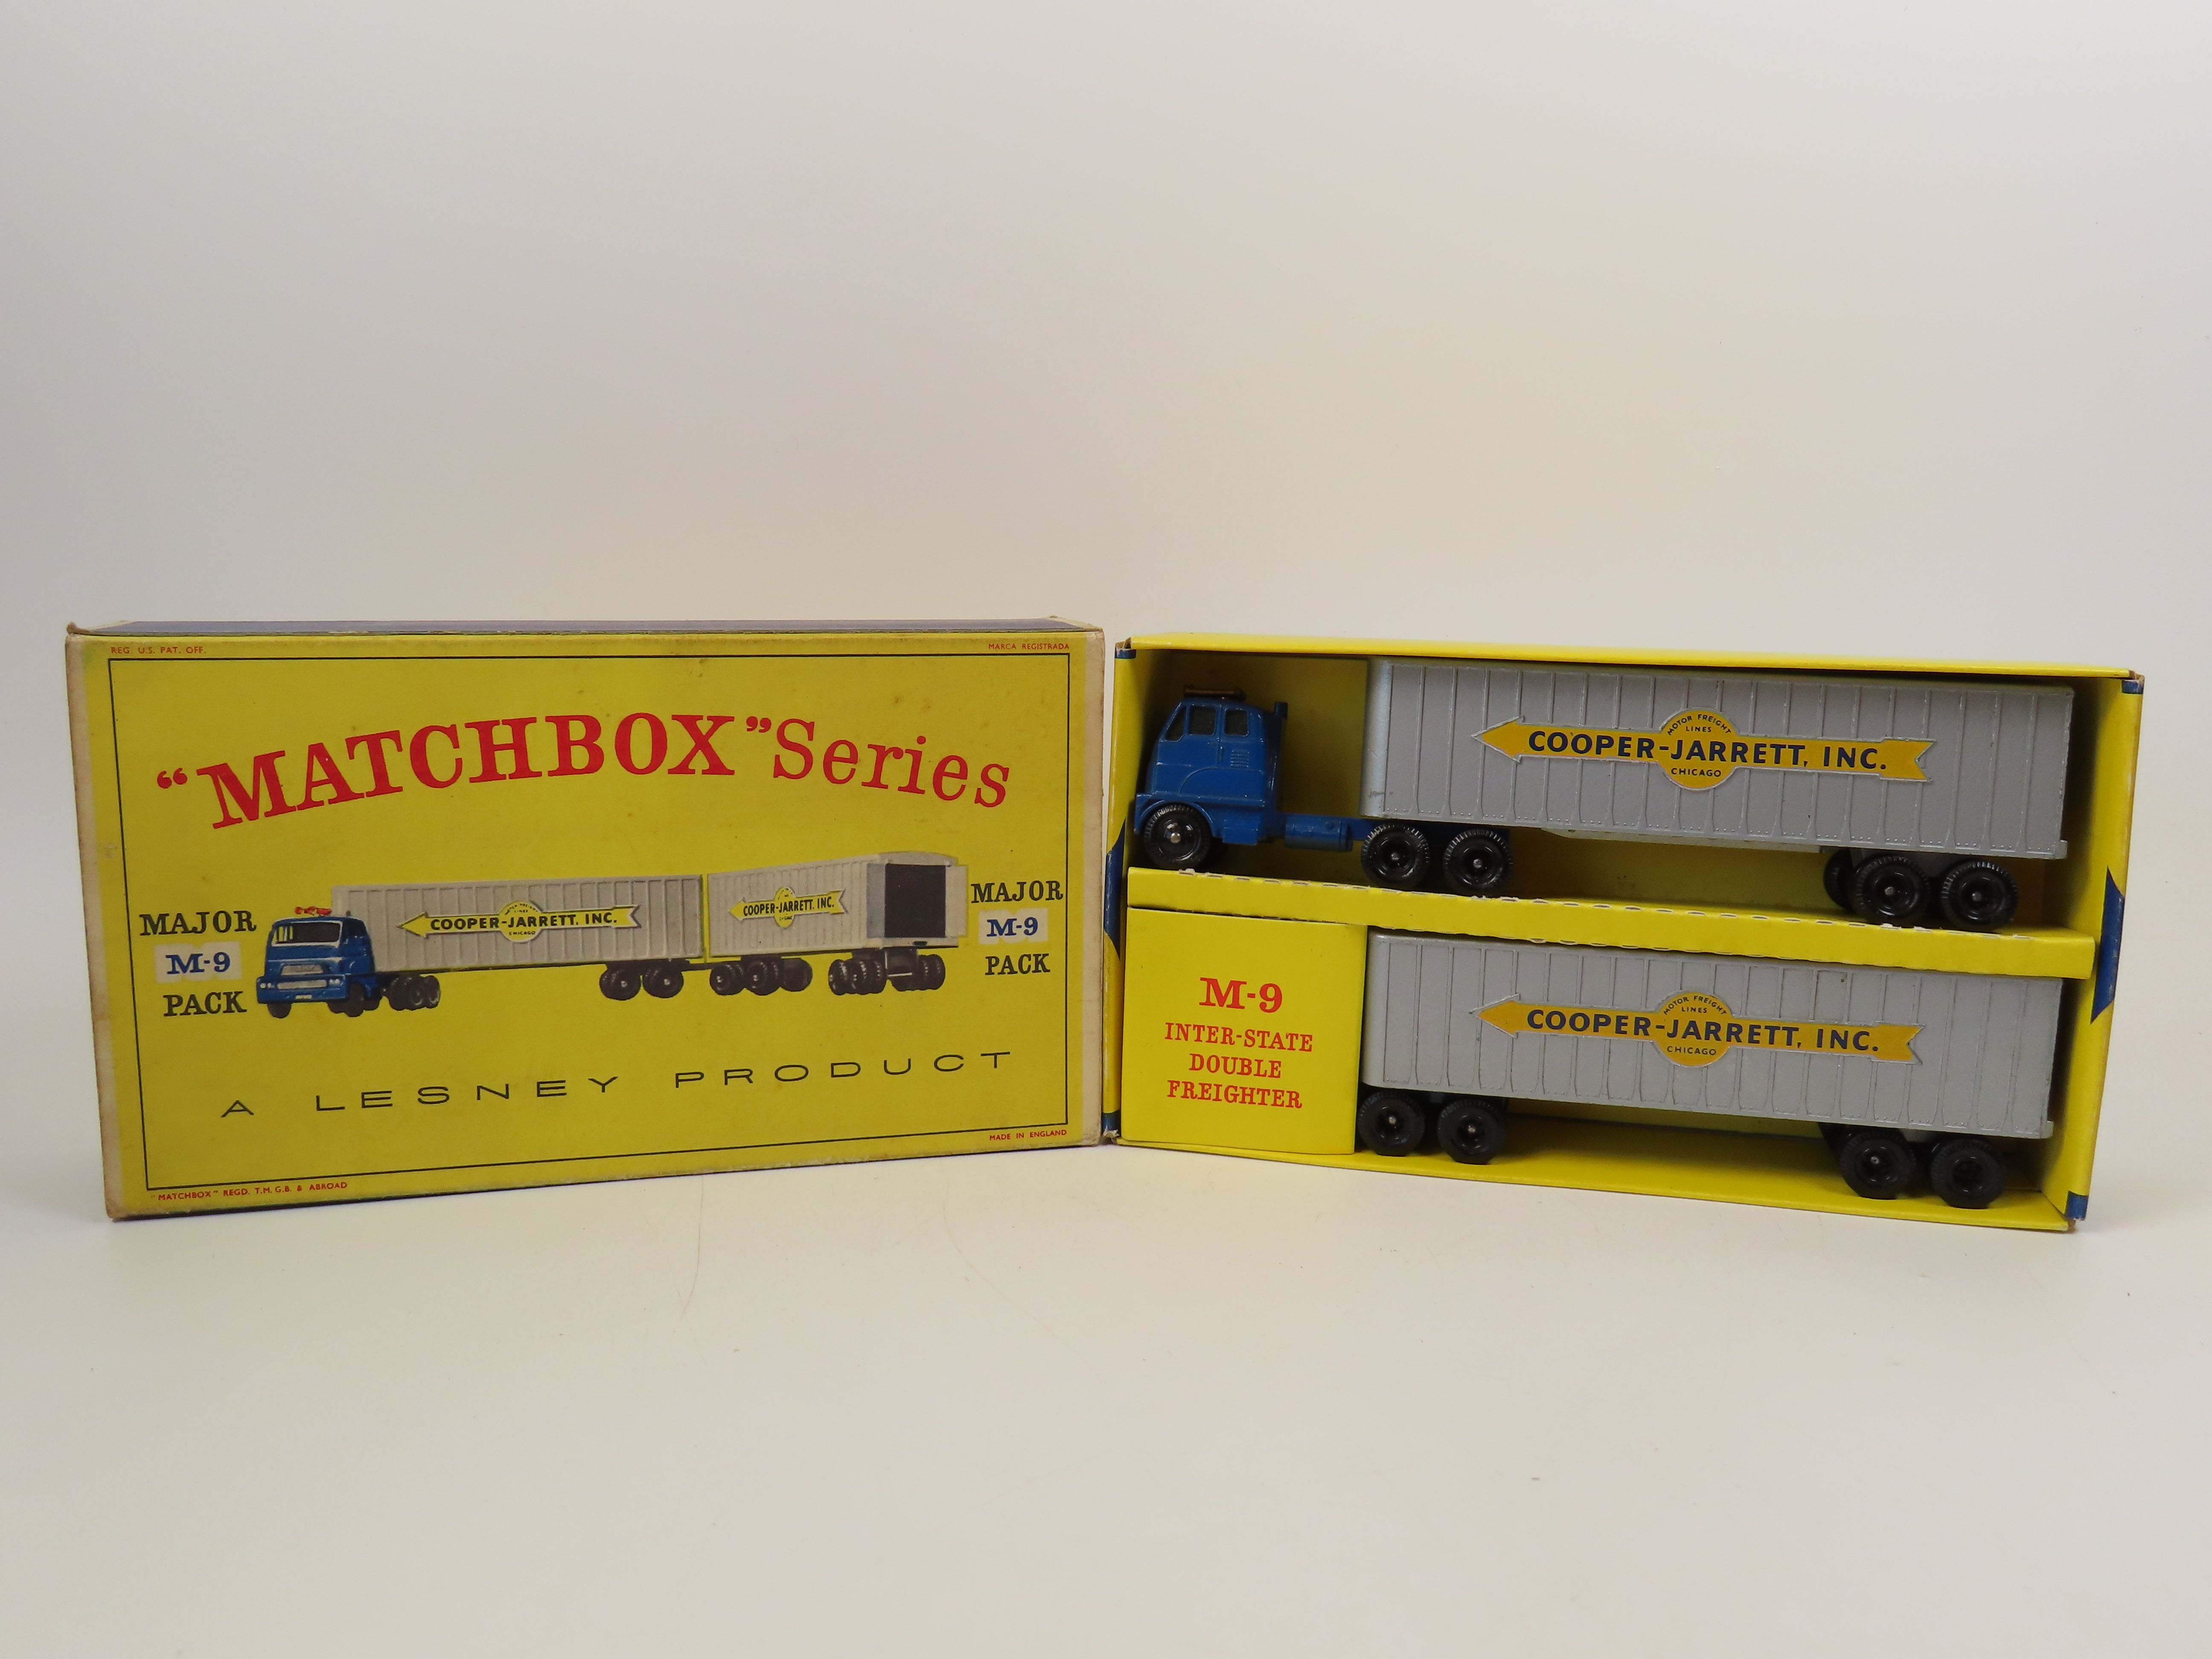 REG. U.S. PAT. OFF.
MARCA REGISTRADA
"MATCHBOX" Series
MAJOR
M-9
PACK
COOPER-JARRETT, INC.
CHICAGO
COOPER-JARRETT, INC.
MAJOR
M-9
PACK
A LESNEY PRODUCT
MADE IN ENGLAND
"MATCHBOX" REGD. T.M. G.B. & ABROAD
MOTOR FREIGHT
LINES
COOPER-JARRETT, INC.
CHICAGO
M-9
INTER-STATE
DOUBLE
FREIGHTER
MOTOR FREIGHT
LINES
COOPER-JARRETT, INC.
CHICAGO